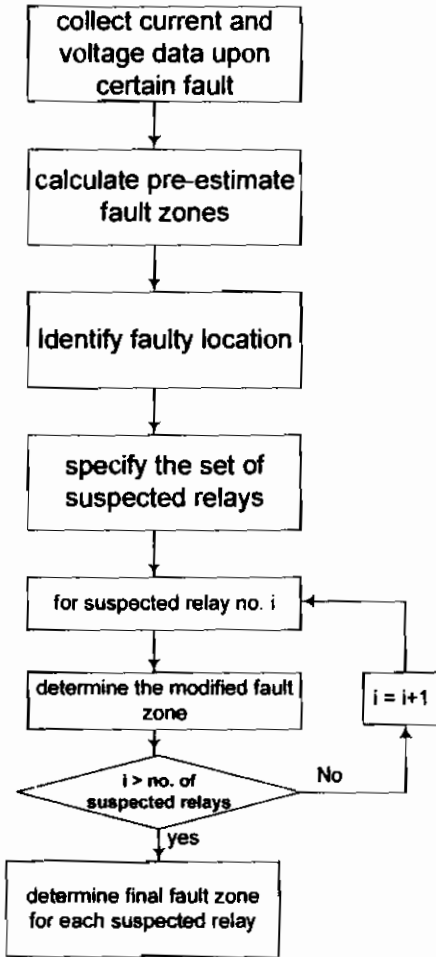 collect current and
voltage data upon
certain fault
calculate pre-estimate
fault zones
Identify faulty location
specify the set of
suspected relays
for suspected relay no. i
determine the modified fault
zone
i = i+1
i > no. of
suspected relays
No
yes
determine final fault zone
for each suspected relay